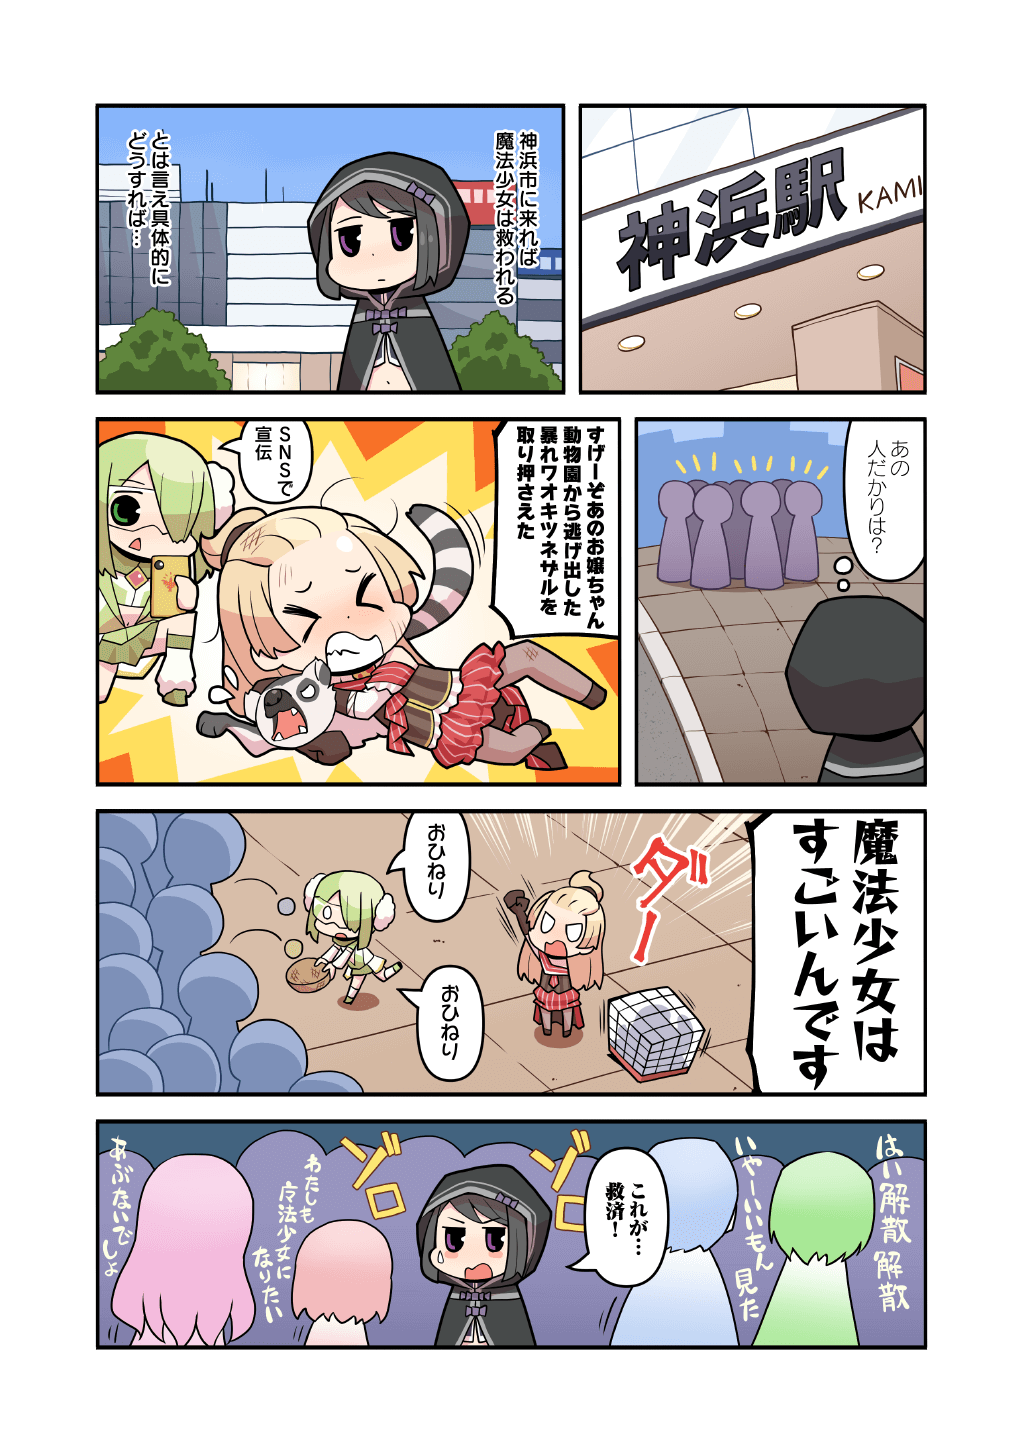 神浜駅
KAMI
神浜市に来れば
魔法少女は救われる
とは言え具体的に
どうすれば…
あの
人だかりは?
すげーぞあのお嬢ちゃん
動物園から逃げ出した
暴れワオキツネザルを
取り押さえた
SNSで
宣伝
魔法少女は
すごいんです
ダー
おひねり
おひねり
はい解散解散
いやーいいもん
見た
これが…
救済!
ゾロ
ゾロ
わたしも
魔法少女に
なりたい
あぶないでしょ